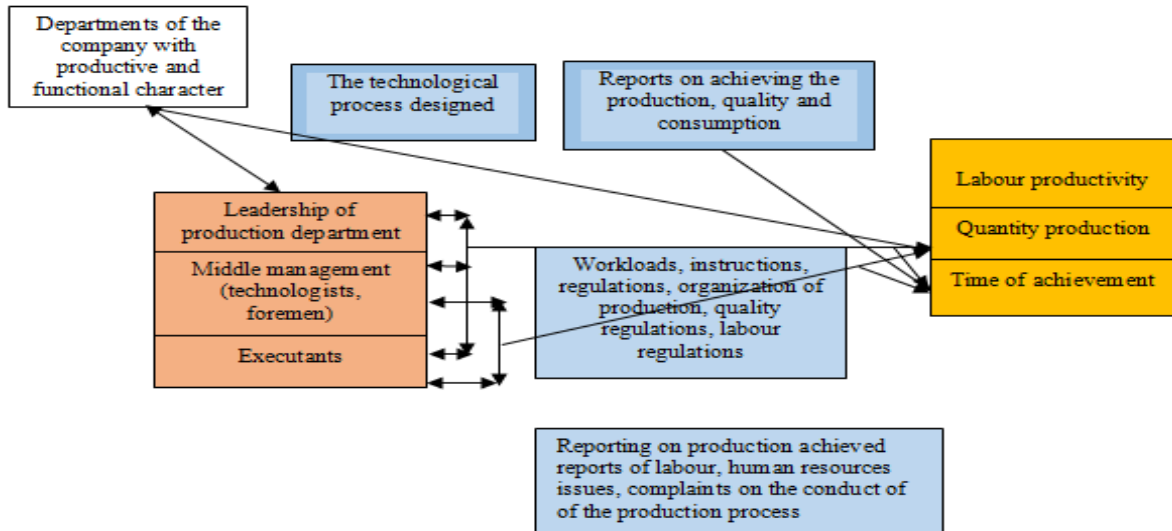 Departments of the
company with
productive and
functional character
The technological
process designed
Reports on achieving the
production, quality and
consumption
Labour productivity
Quantity production
Time of achievement
Leadership of
production department
Middle management
(technologists,
foremen)
Executants
Workloads, instructions,
regulations, organization of
production, quality
regulations, labour
regulations
Reporting on production achieved
reports of labour, human resources
issues, complaints on the conduct of
of the production process